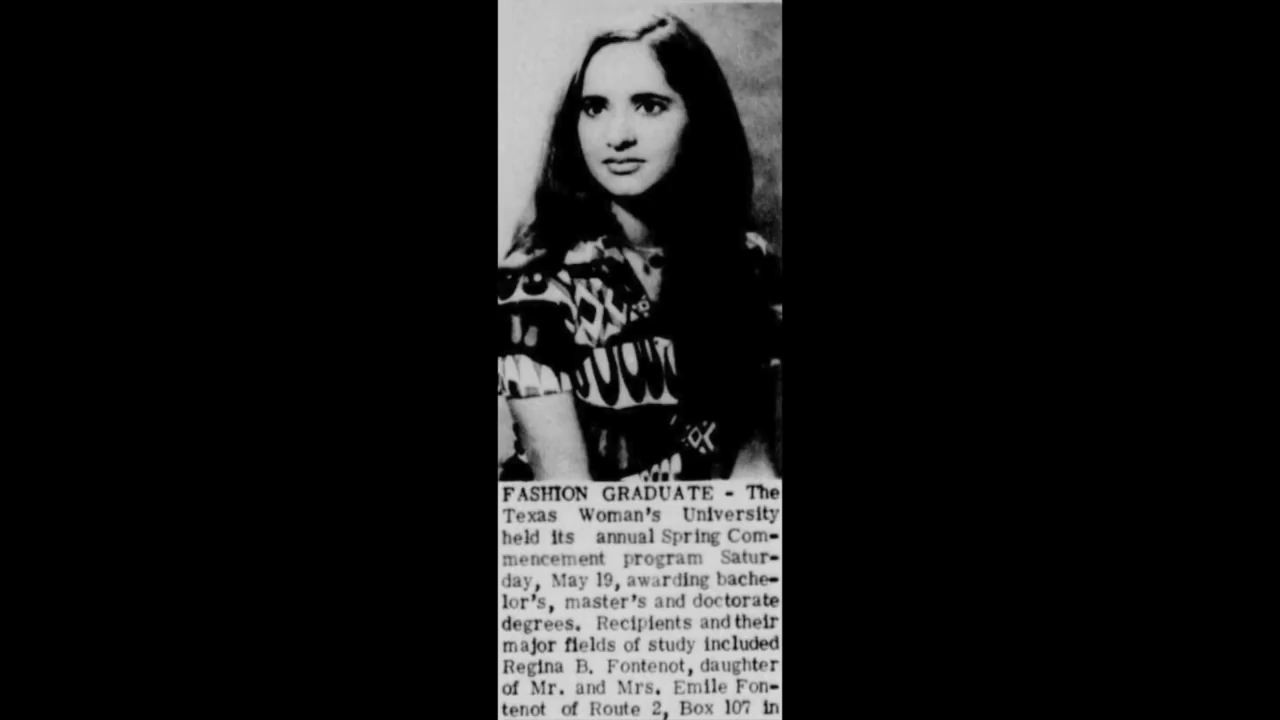 FASHION GRADUATE - The
Texas Woman's University
held its annual Spring Com-
mencement program Satur-
day, May 19, awarding bache-
lor's, master's and doctorate
degrees. Recipients and their
major fields of study included
Regina B. Fontenot, daughter
of Mr. and Mrs. Emile Fon-
tenot of Route 2, Box 107 in